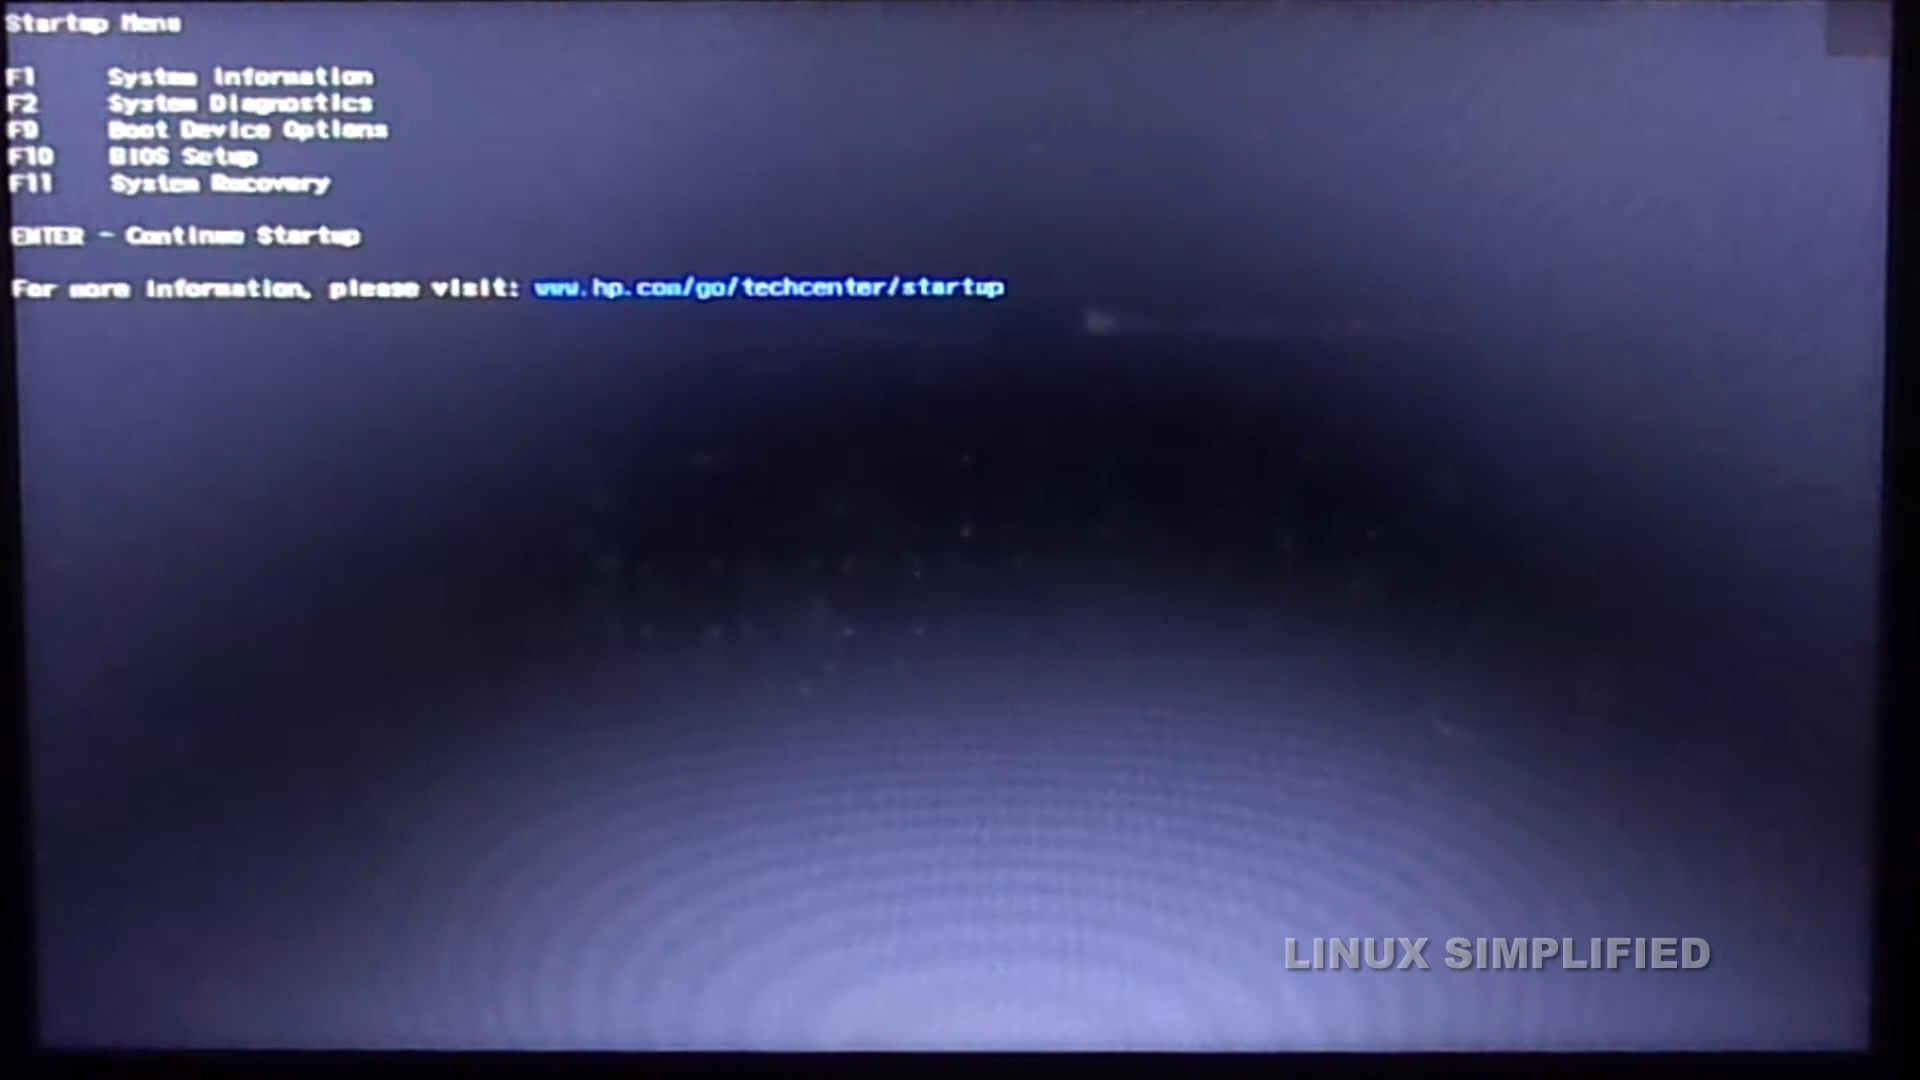 Startup Menu
F1 System Information
F2 System Diagnostics
F9 Boot Device Options
F10 BIOS Setup
F11 System Recovery
ENTER - Continue Startup
For more information, please visit: www.hp.com/go/techcenter/startup
LINUX SIMPLIFIED